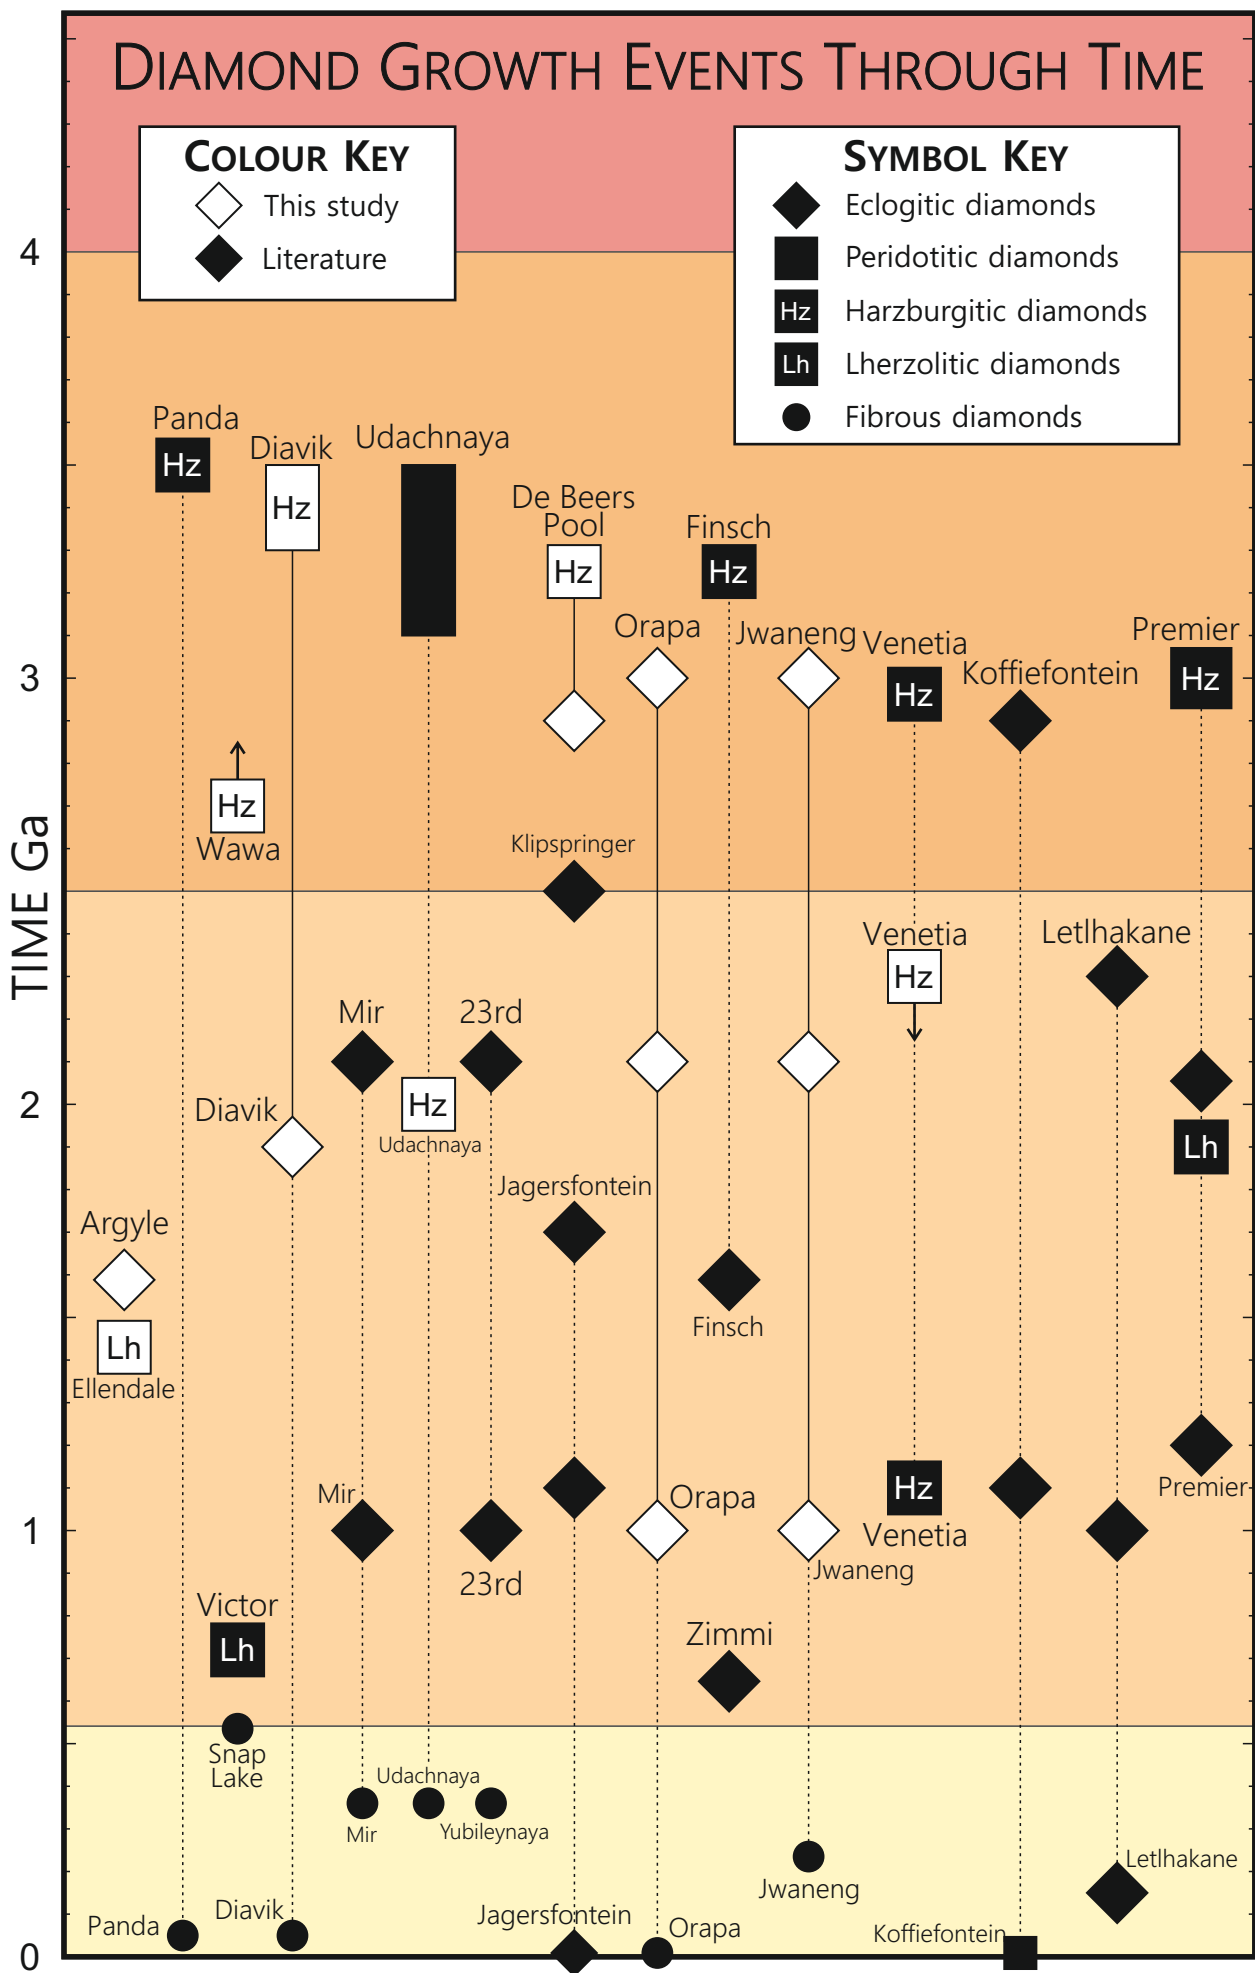 DIAMOND GROWTH EVENTS THROUGH TIME
COLOUR KEY
This study
Literature
SYMBOL KEY
Eclogitic diamonds
Peridotitic diamonds
Hz Harzburgitic diamonds
Lh Lherzolitic diamonds
Fibrous diamonds
TIME Ga
4
3
2
1
0
Panda
Hz
Diavik
Hz
Udachnaya
De Beers
Pool
Hz
Finsch
Hz
Orapa
Jwaneng
Venetia
Hz
Koffiefontein
Premier
Hz
Hz
Wawa
Klipspringer
Venetia
Hz
Letlhakane
Mir
23rd
Diavik
Hz
Udachnaya
Lh
Jagersfontein
Argyle
Lh
Ellendale
Finsch
Premier
Mir
Orapa
Hz
Venetia
23rd
Jwaneng
Victor
Lh
Zimmi
Snap
Lake
Udachnaya
Mir
Yubileynaya
Jwaneng
Letlhakane
Panda
Diavik
Jagersfontein
Orapa
Koffiefontein